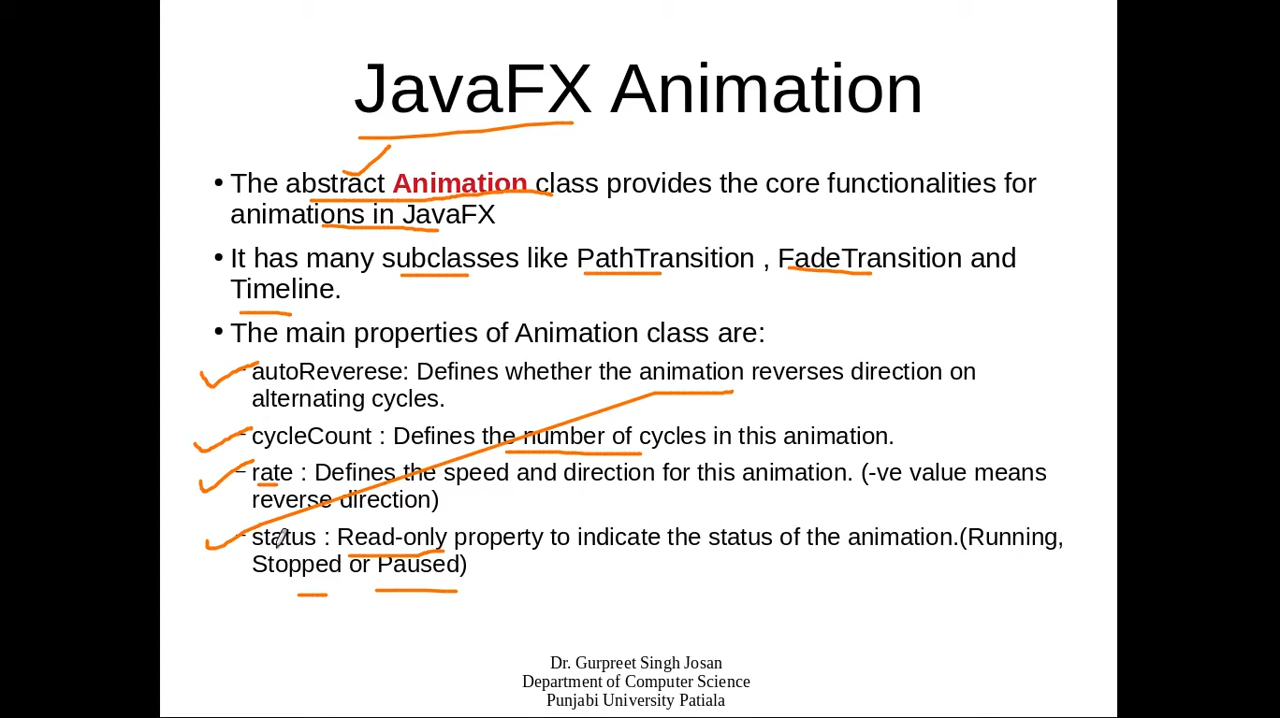 JavaFX Animation
• The abstract Animation class provides the core functionalities for
animations in JavaFX
• It has many subclasses like PathTransition , FadeTransition and
Timeline.
• The main properties of Animation class are:
– autoReverese: Defines whether the animation reverses direction on
alternating cycles.
– cycleCount : Defines the number of cycles in this animation.
– rate : Defines the speed and direction for this animation. (-ve value means
reverse direction)
– status : Read-only property to indicate the status of the animation.(Running,
Stopped or Paused)
Dr. Gurpreet Singh Josan
Department of Computer Science
Punjabi University Patiala